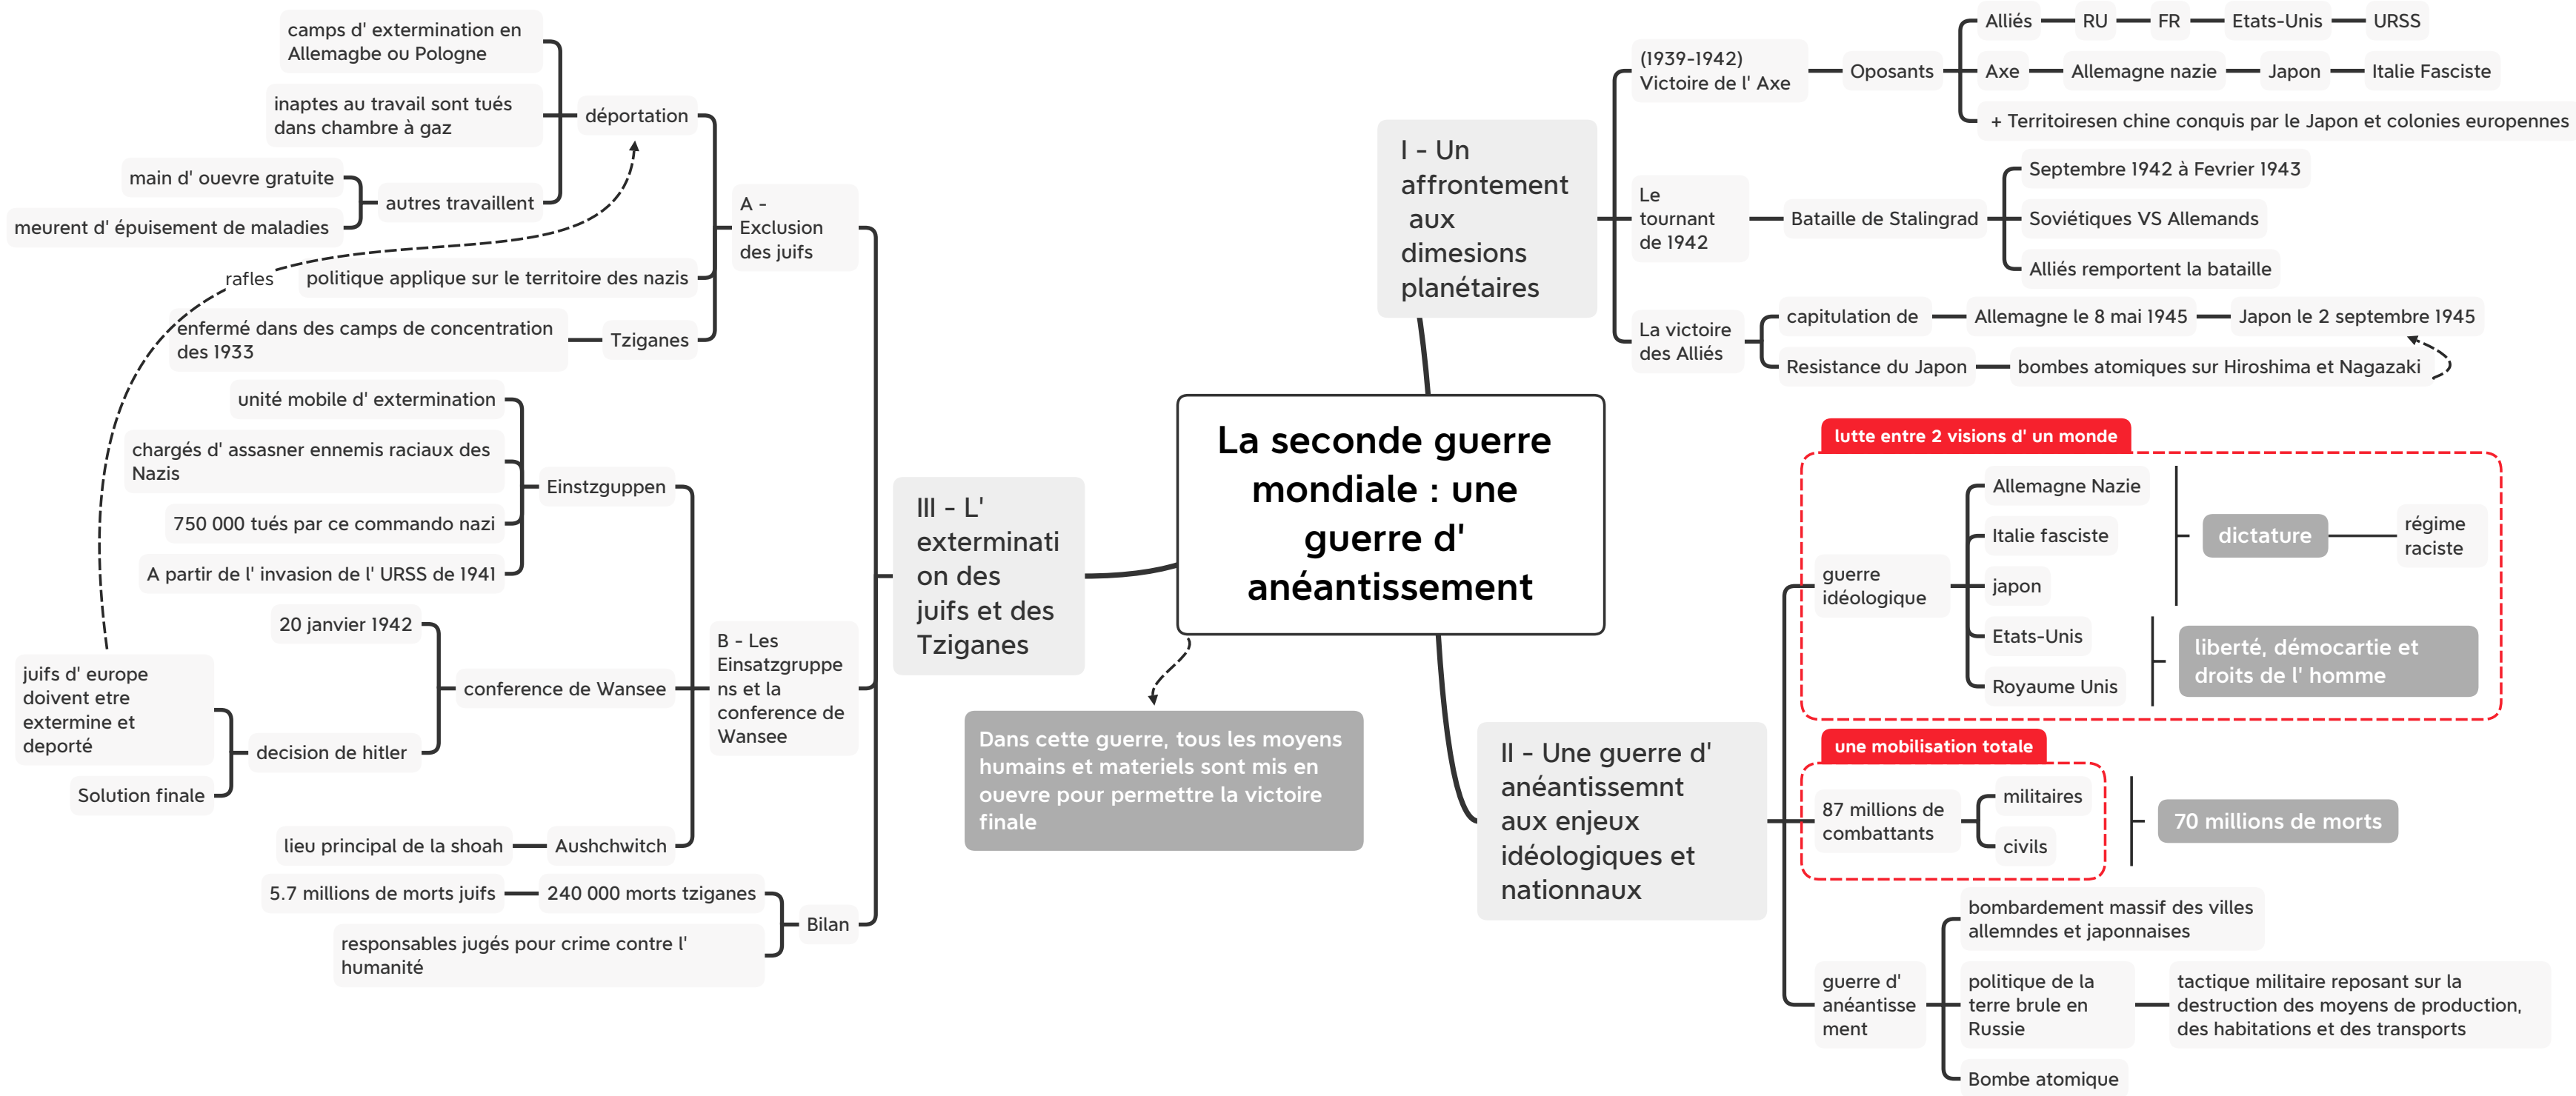 La seconde guerre
mondiale : une
guerre d'
anéantissement
Dans cette guerre, tous les moyens
humains et materiels sont mis en
ouevre pour permettre la victoire
finale
I - Un
affrontement
aux
dimesions
planétaires
(1939-1942)
Victoire de l' Axe
Oposants
Alliés
RU
FR
Etats-Unis
URSS
Axe
Allemagne nazie
Japon
Italie Fasciste
+ Territoiresen chine conquis par le Japon et colonies europennes
Le
tournant
de 1942
Bataille de Stalingrad
Septembre 1942 à Fevrier 1943
Soviétiques VS Allemands
Alliés remportent la bataille
La victoire
des Alliés
capitulation de
Allemagne le 8 mai 1945
Japon le 2 septembre 1945
Resistance du Japon
bombes atomiques sur Hiroshima et Nagazaki
II - Une guerre d'
anéantissemnt
aux enjeux
idéologiques et
nationnaux
lutte entre 2 visions d' un monde
guerre
idéologique
Allemagne Nazie
Italie fasciste
japon
dictature
régime
raciste
Etats-Unis
Royaume Unis
liberté, démocartie et
droits de l' homme
une mobilisation totale
87 millions de
combattants
militaires
civils
70 millions de morts
guerre d'
anéantisse
ment
bombardement massif des villes
allemndes et japonnaises
politique de la
terre brule en
Russie
tactique militaire reposant sur la
destruction des moyens de production,
des habitations et des transports
Bombe atomique
III - L'
exterminati
on des
juifs et des
Tziganes
A -
Exclusion
des juifs
déportation
camps d' extermination en
Allemagbe ou Pologne
inaptes au travail sont tués
dans chambre à gaz
autres travaillent
main d' ouevre gratuite
meurent d' épuisement de maladies
rafles
politique applique sur le territoire des nazis
Tziganes
enfermé dans des camps de concentration
des 1933
B - Les
Einsatzgruppe
ns et la
conference de
Wansee
Einstzguppen
unité mobile d' extermination
chargés d' assasner ennemis raciaux des
Nazis
750 000 tués par ce commando nazi
A partir de l' invasion de l' URSS de 1941
conference de Wansee
20 janvier 1942
decision de hitler
juifs d' europe
doivent etre
extermine et
deporté
Solution finale
Aushchwitch
lieu principal de la shoah
Bilan
240 000 morts tziganes
5.7 millions de morts juifs
responsables jugés pour crime contre l'
humanité